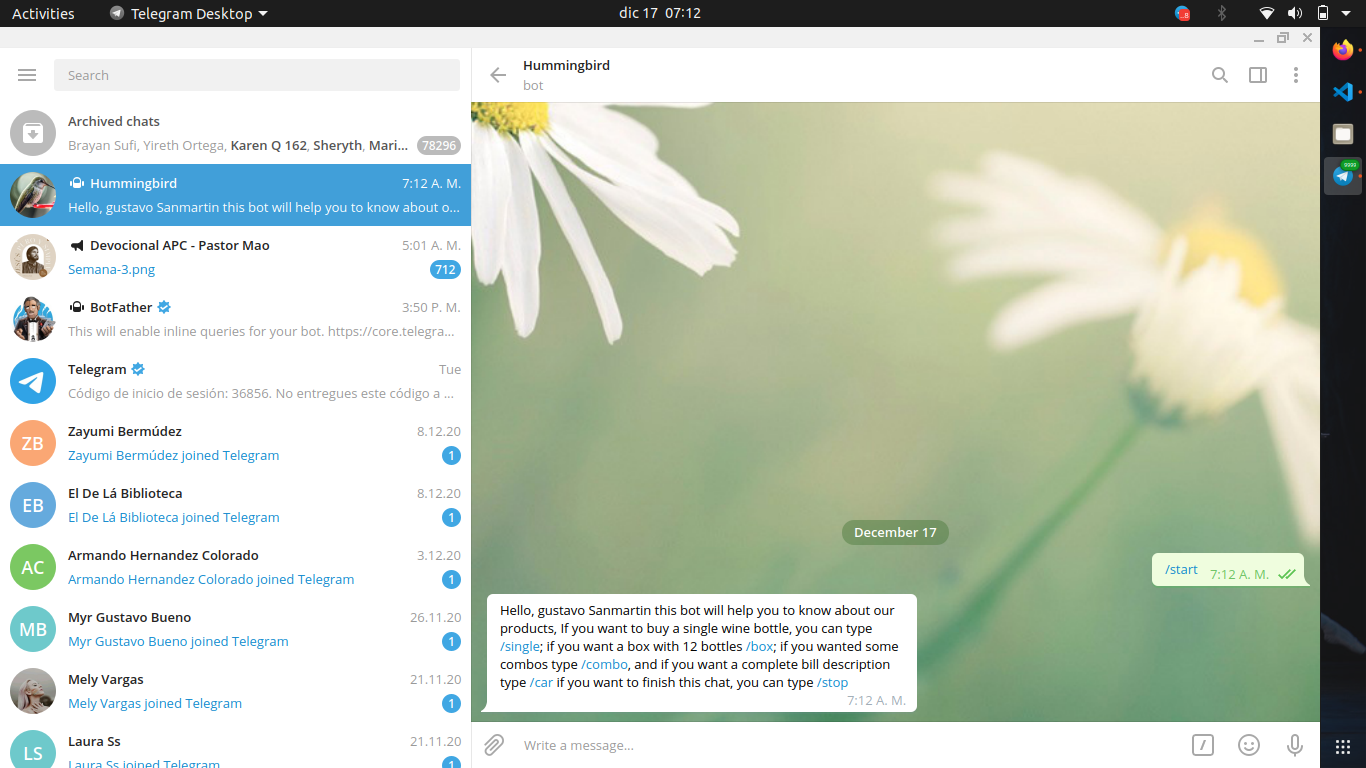 Activities
Telegram Desktop
dic 17 07:12
Search
Archived chats
Brayan Sufi, Yireth Ortega, Karen Q 162, Sheryth, Mari...
78296
Hummingbird
7:12 A. M.
Hello, gustavo Sanmartin this bot will help you to know about o...
Devocional APC - Pastor Mao
5:01 A. M.
Semana-3.png
712
BotFather
3:50 P. M.
This will enable inline queries for your bot. https://core.telegra...
Telegram
Tue
Código de inicio de sesión: 36856. No entregues este código a ...
ZB
Zayumi Bermúdez
8.12.20
Zayumi Bermúdez joined Telegram
1
EB
El De Lá Biblioteca
8.12.20
El De Lá Biblioteca joined Telegram
1
AC
Armando Hernandez Colorado
3.12.20
Armando Hernandez Colorado joined Telegram
1
MB
Myr Gustavo Bueno
26.11.20
Myr Gustavo Bueno joined Telegram
1
Mely Vargas
21.11.20
Mely Vargas joined Telegram
1
LS
Laura Ss
21.11.20
Laura Ss joined Telegram
1
Hummingbird
bot
December 17
/start
7:12 A. M.
Hello, gustavo Sanmartin this bot will help you to know about our
products, If you want to buy a single wine bottle, you can type
/single; if you want a box with 12 bottles /box; if you wanted some
combos type /combo, and if you want a complete bill description
type /car if you want to finish this chat, you can type /stop
7:12 A. M.
Write a message...
9999